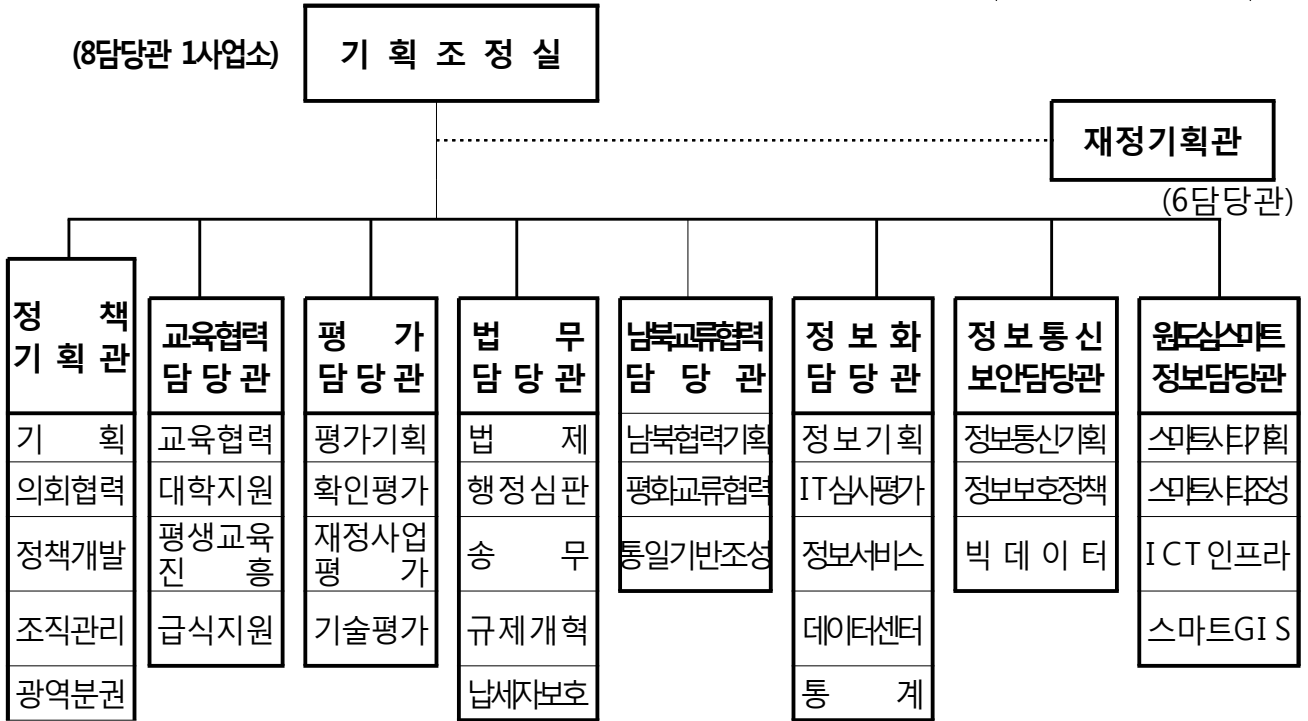 (8담당관 1사업소)
기 획 조 정 실
재정기획관
(6담당관)
정 책
기 획 관
기 획
의회협력
정책개발
조직관리
광역분권
교육협력
담 당 관
교육협력
대학지원
평생교육
진 흥
급식지원
평 가
담 당 관
평가기획
확인평가
재정사업
평 가
기술평가
법 무
담 당 관
법 제
행정심판
송 무
규제개혁
납세자보호
남북교류협력
담 당 관
남북협력기획
평화교류협력
통일기반조성
정 보 화
담 당 관
정보기획
IT심사평가
정보서비스
데이터센터
통 계
정 보 통 신
보안담당관
정보통신기획
정보보호정책
빅 데 이 터
원도심스마트
정보담당관
스마트시티기획
스마트시티조성
ICT인프라
스마트GIS